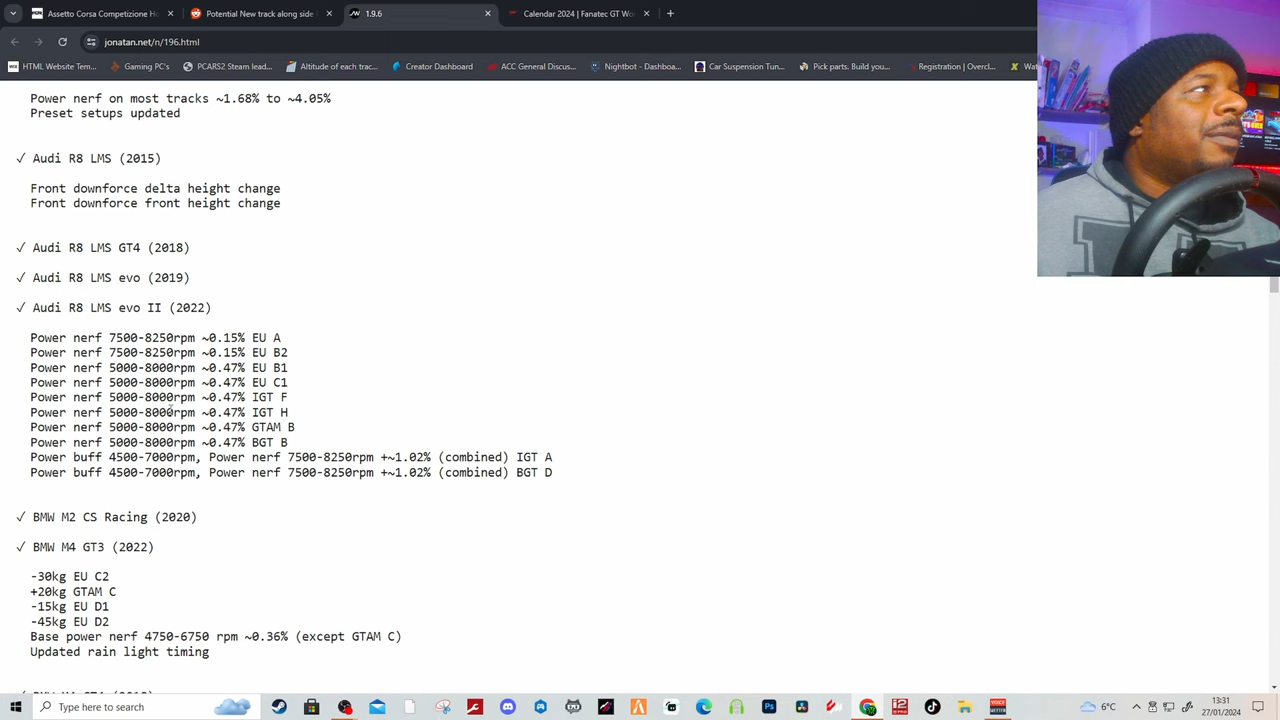 Assetto Corsa Competizione Ho
Potential New track along side
1.9.6
Calendar 2024 | Fanatec GT Wo
jonatan.net/n/196.html
HTML Website Tem...
Gaming PC's
PCARS2 Steam lead...
Altitude of each trac...
Creator Dashboard
ACC General Discus...
Nightbot - Dashboa...
Car Suspension Tun...
Pick parts. Build you...
Registration | Overcl...
Power nerf on most tracks ~1.68% to ~4.05%
Preset setups updated
✓ Audi R8 LMS (2015)
Front downforce delta height change
Front downforce front height change
✓ Audi R8 LMS GT4 (2018)
✓ Audi R8 LMS evo (2019)
✓ Audi R8 LMS evo II (2022)
Power nerf 7500-8250rpm ~0.15% EU A
Power nerf 7500-8250rpm ~0.15% EU B2
Power nerf 5000-8000rpm ~0.47% EU B1
Power nerf 5000-8000rpm ~0.47% EU C1
Power nerf 5000-8000rpm ~0.47% IGT F
Power nerf 5000-8000rpm ~0.47% IGT H
Power nerf 5000-8000rpm ~0.47% GTAM B
Power nerf 5000-8000rpm ~0.47% BGT B
Power buff 4500-7000rpm, Power nerf 7500-8250rpm +~1.02% (combined) IGT A
Power buff 4500-7000rpm, Power nerf 7500-8250rpm +~1.02% (combined) BGT D
✓ BMW M2 CS Racing (2020)
✓ BMW M4 GT3 (2022)
-30kg EU C2
+20kg GTAM C
-15kg EU D1
-45kg EU D2
Base power nerf 4750-6750 rpm ~0.36% (except GTAM C)
Updated rain light timing
Type here to search
6°C
13:31
27/01/2024